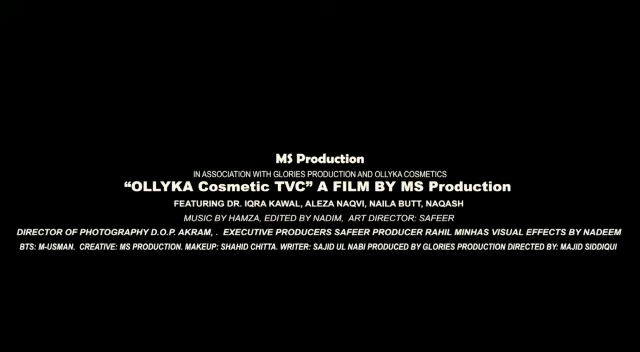 MS Production
IN ASSOCIATION WITH GLORIES PRODUCTION AND OLLYKA COSMETICS
“OLLYKA Cosmetic TVC” A FILM BY MS Production
FEATURING DR. IQRA KAWAL, ALEZA NAQVI, NAILA BUTT, NAQASH
MUSIC BY HAMZA, EDITED BY NADIM,  ART DIRECTOR: SAFEER
DIRECTOR OF PHOTOGRAPHY D.O.P. AKRAM, .  EXECUTIVE PRODUCERS SAFEER PRODUCER RAHIL MINHAS VISUAL EFFECTS BY NADEEM
BTS: M-USMAN.  CREATIVE: MS PRODUCTION. MAKEUP: SHAHID CHITTA. WRITER: SAJID UL NABI PRODUCED BY GLORIES PRODUCTION DIRECTED BY: MAJID SIDDIQUI